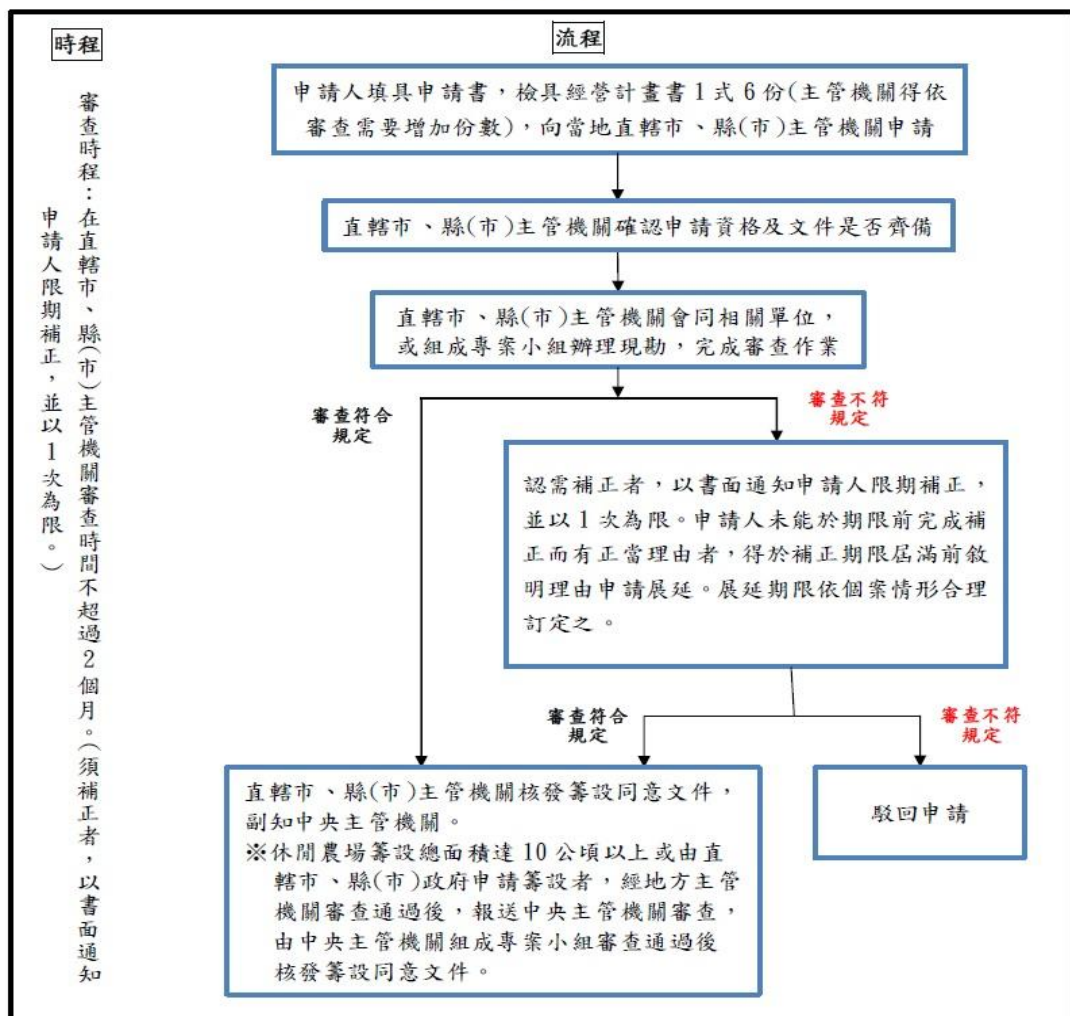 時程
審查時程：在直轄市、縣(市)主管機關審查時間不超過2個月。(須補正者，以書面通知
申請人限期補正，並以1次為限。)
流程
申請人填具申請書，檢具經營計畫書1式6份(主管機關得依
審查需要增加份數)，向當地直轄市、縣(市)主管機關申請
直轄市、縣(市)主管機關確認申請資格及文件是否齊備
直轄市、縣(市)主管機關會同相關單位，
或組成專案小組辦理現勘，完成審查作業
審查符合
規定
審查不符
規定
認需補正者，以書面通知申請人限期補正，
並以1次為限。申請人未能於期限前完成補
正而有正當理由者，得於補正期限屆滿前敘
明理由申請展延。展延期限依個案情形合理
訂定之。
審查符合
規定
審查不符
規定
直轄市、縣(市)主管機關核發籌設同意文件，
副知中央主管機關。
※休閒農場籌設總面積達10公頃以上或由直
轄市、縣(市)政府申請籌設者，經地方主管
機關審查通過後，報送中央主管機關審查，
由中央主管機關組成專案小組審查通過後
核發籌設同意文件。
駁回申請